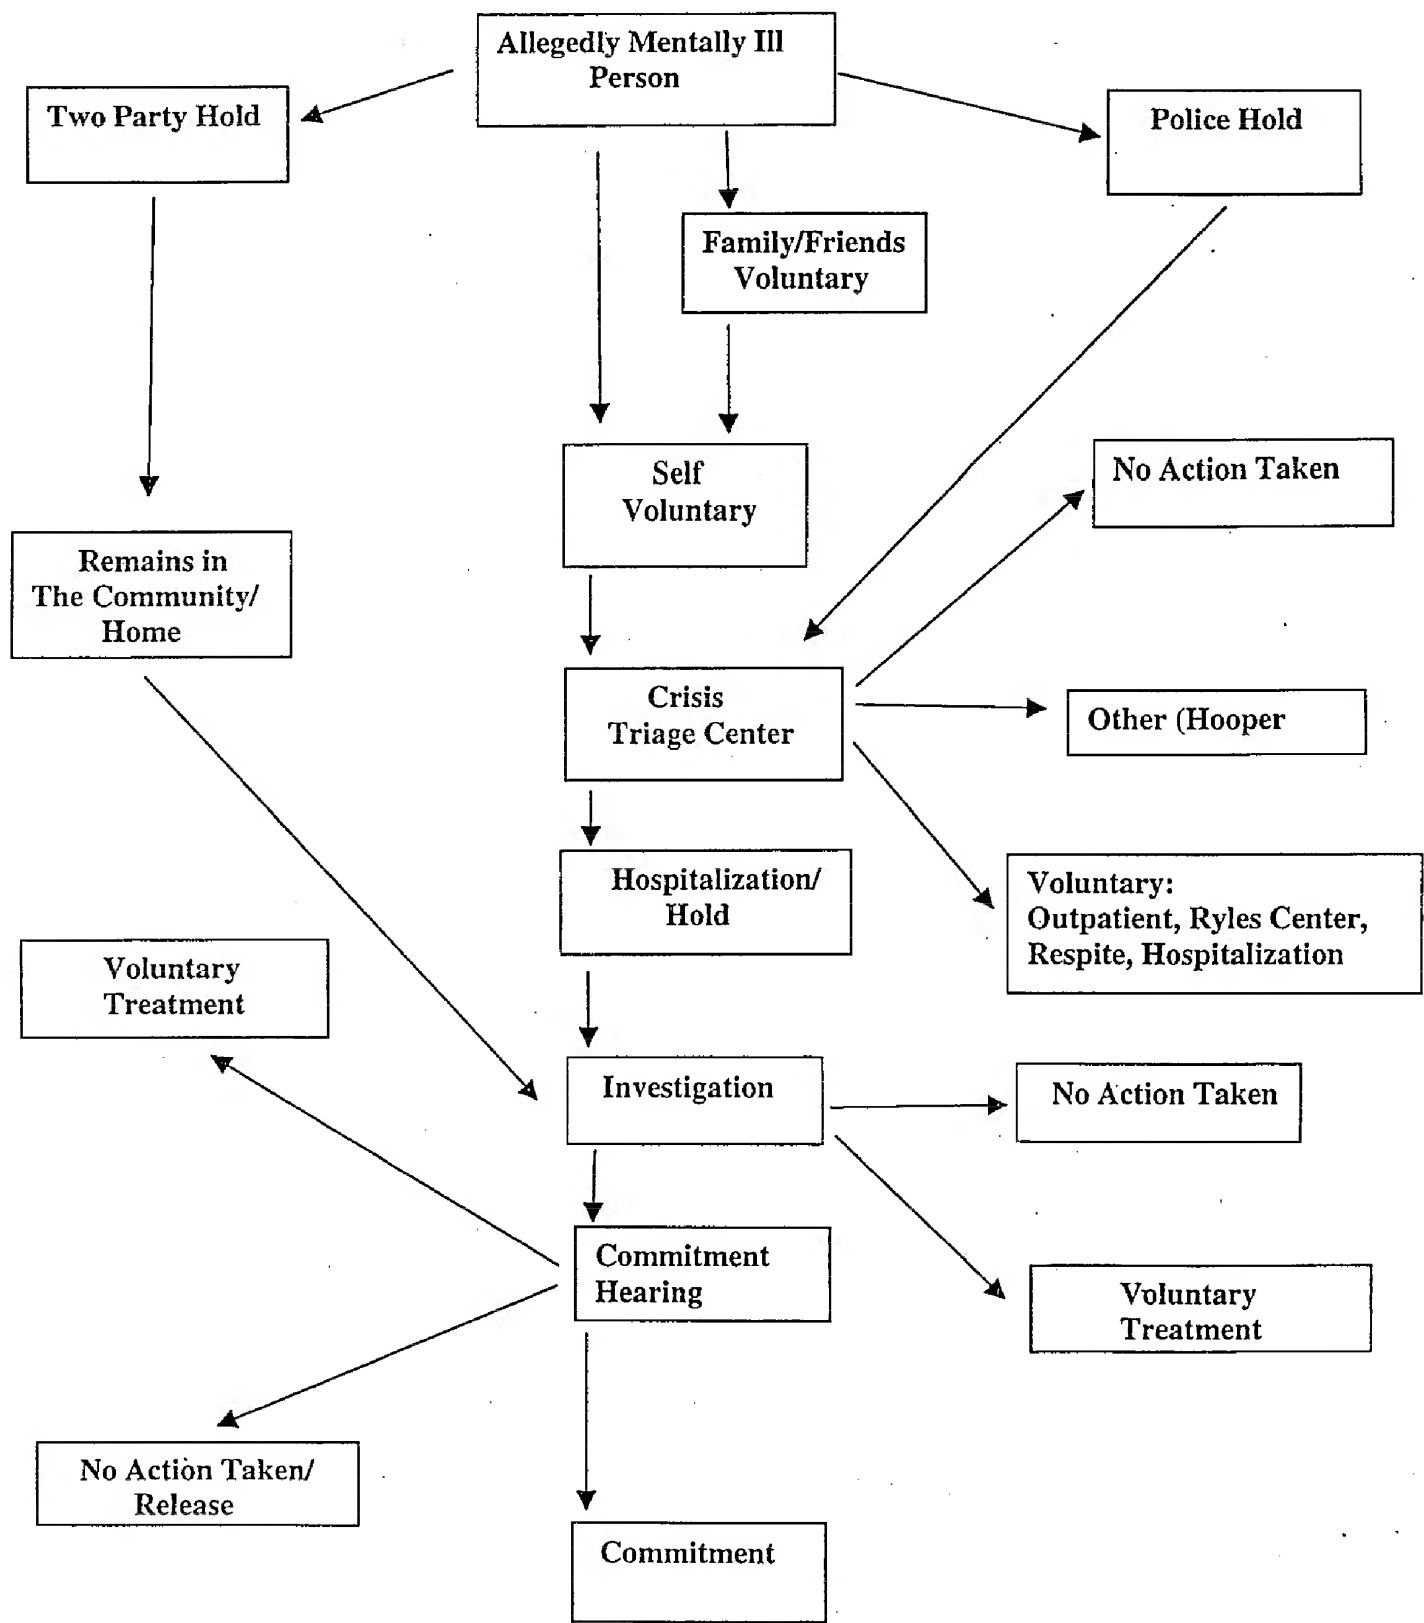 Allegedly Mentally Ill
Person
Two Party Hold
Police Hold
Family/Friends
Voluntary
Self
Voluntary
No Action Taken
Remains in
The Community/
Home
Crisis
Triage Center
Other (Hooper
Hospitalization/
Hold
Voluntary:
Outpatient, Ryles Center,
Respite, Hospitalization
Voluntary
Treatment
Investigation
No Action Taken
Commitment
Hearing
Voluntary
Treatment
No Action Taken/
Release
Commitment